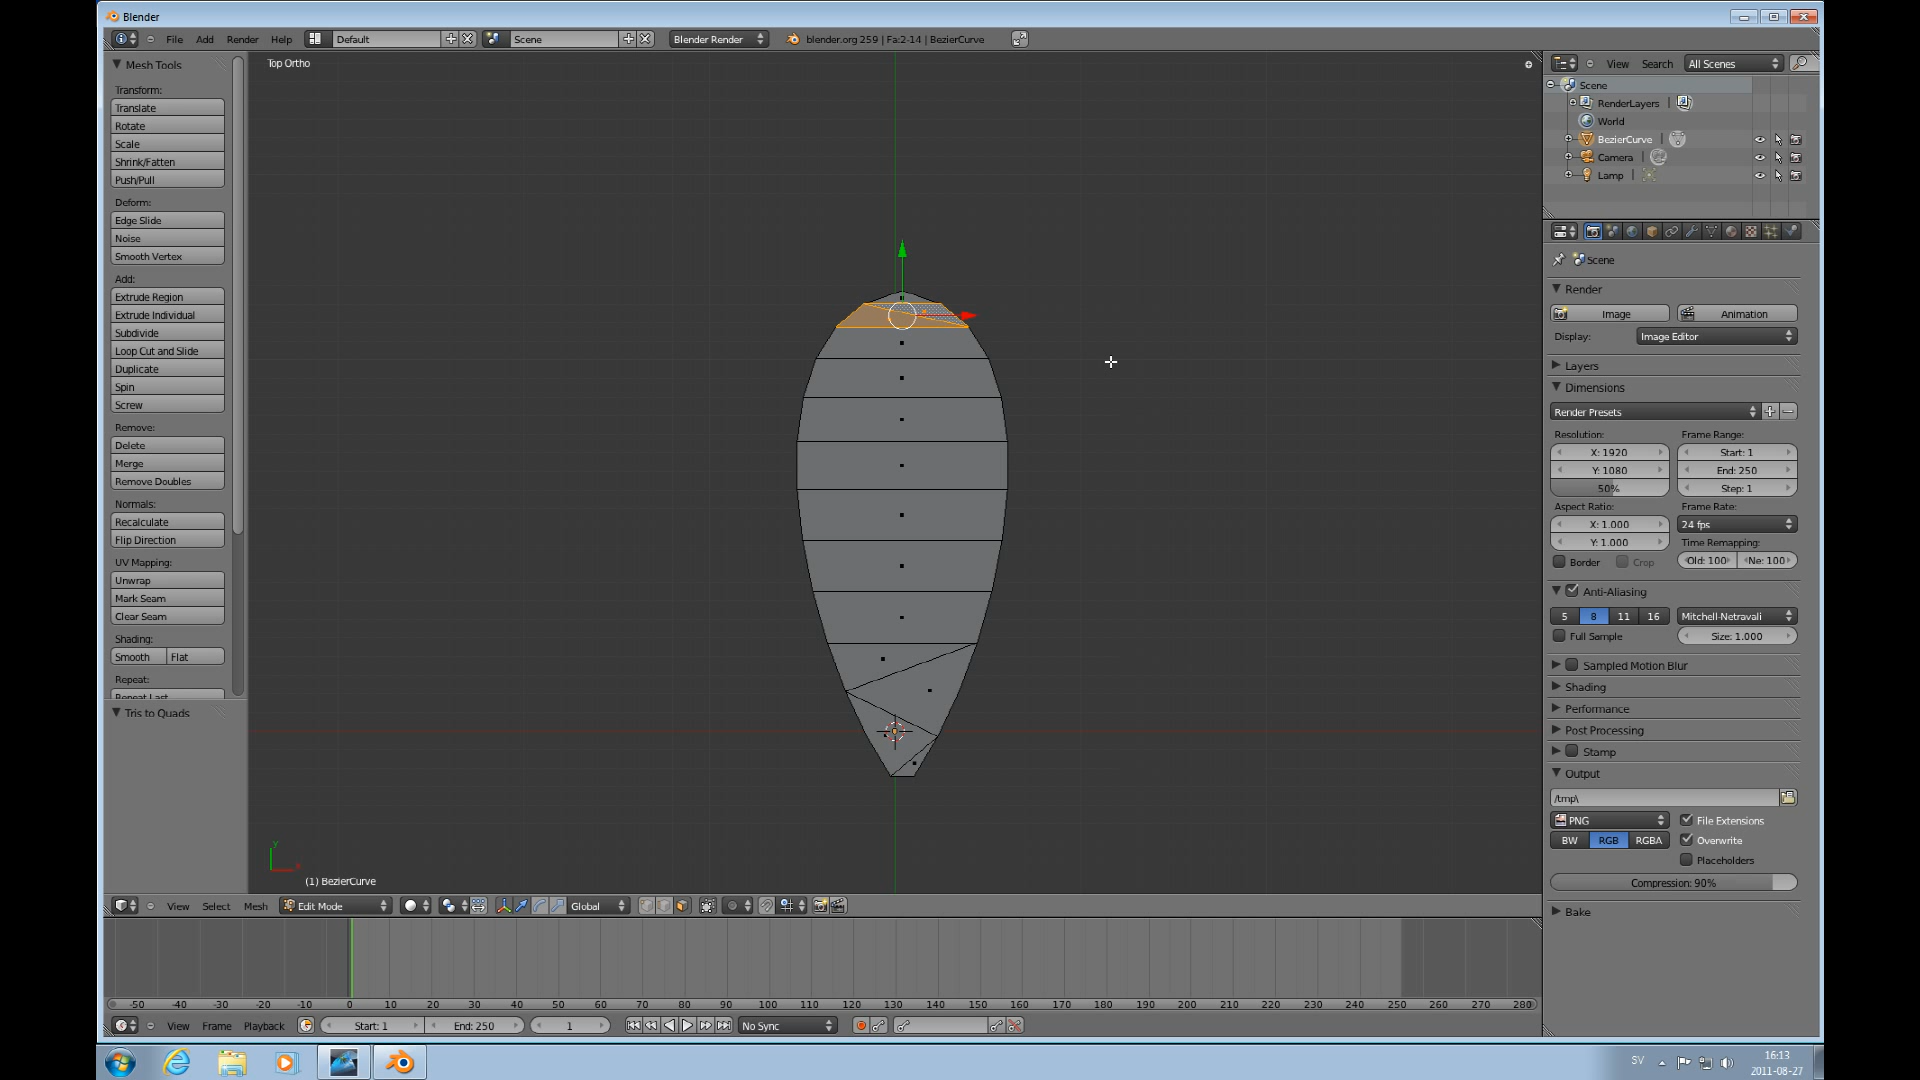 Blender
File Add Render Help Default Scene Blender Render blender.org 259 | Fa:2-14 | BezierCurve
Mesh Tools
Transform:
Translate
Rotate
Scale
Shrink/Fatten
Push/Pull
Deform:
Edge Slide
Noise
Smooth Vertex
Add:
Extrude Region
Extrude Individual
Subdivide
Loop Cut and Slide
Duplicate
Spin
Screw
Remove:
Delete
Merge
Remove Doubles
Normals:
Recalculate
Flip Direction
UV Mapping:
Unwrap
Mark Seam
Clear Seam
Shading:
Smooth Flat
Repeat:
Repeat Last
Tris to Quads
Top Ortho
y
x
(1) BezierCurve
View Select Mesh Edit Mode Global
-50 -40 -30 -20 -10 0 10 20 30 40 50 60 70 80 90 100 110 120 130 140 150 160 170 180 190 200 210 220 230 240 250 260 270 280
View Frame Playback Start: 1 End: 250 1 No Sync
View Search All Scenes
Scene
RenderLayers
World
BezierCurve
Camera
Lamp
Scene
Render
Image Animation
Display: Image Editor
Layers
Dimensions
Render Presets
Resolution: Frame Range:
X: 1920 Start: 1
Y: 1080 End: 250
50% Step: 1
Aspect Ratio: Frame Rate:
X: 1.000 24 fps
Y: 1.000 Time Remapping:
Border Crop Old: 100 Ne: 100
Anti-Aliasing
5 8 11 16 Mitchell-Netravali
Full Sample Size: 1.000
Sampled Motion Blur
Shading
Performance
Post Processing
Stamp
Output
/tmp\
PNG File Extensions
BW RGB RGBA Overwrite
Placeholders
Compression: 90%
Bake
SV 16:13
2011-08-27